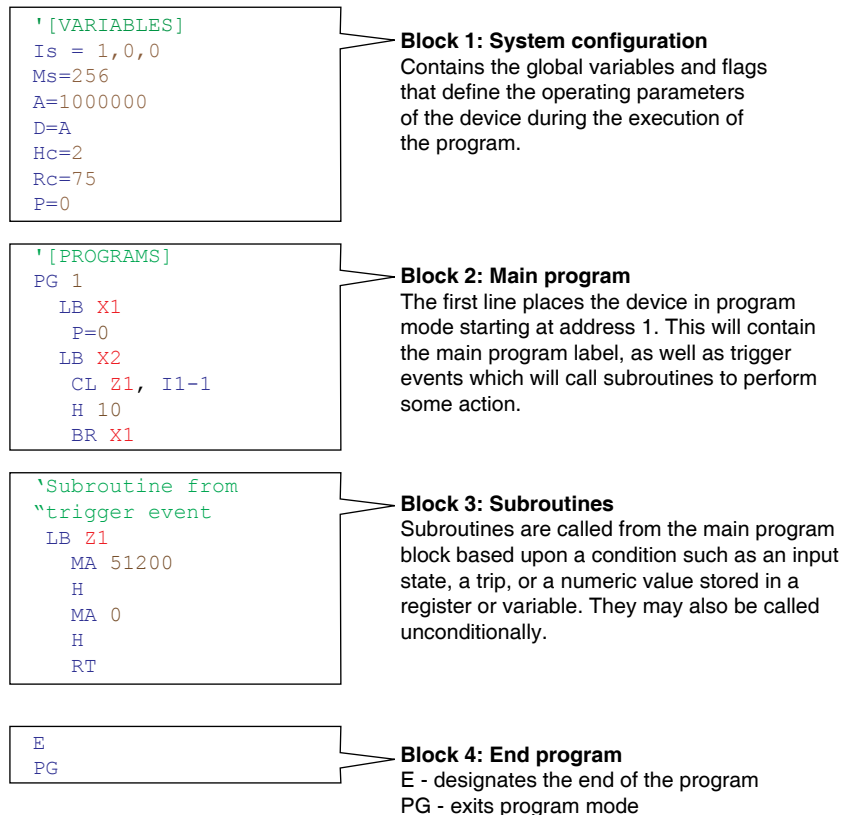 '[VARIABLES]
Is = 1,0,0
Ms=256
A=1000000
D=A
Hc=2
Rc=75
P=0
Block 1: System configuration
Contains the global variables and flags
that define the operating parameters
of the device during the execution of
the program.
'[PROGRAMS]
PG 1
LB X1
P=0
LB X2
CL Z1, I1-1
H 10
BR X1
Block 2: Main program
The first line places the device in program
mode starting at address 1. This will contain
the main program label, as well as trigger
events which will call subroutines to perform
some action.
‘Subroutine from
“trigger event
LB Z1
MA 51200
H
MA 0
H
RT
Block 3: Subroutines
Subroutines are called from the main program
block based upon a condition such as an input
state, a trip, or a numeric value stored in a
register or variable. They may also be called
unconditionally.
E
PG
Block 4: End program
E - designates the end of the program
PG - exits program mode